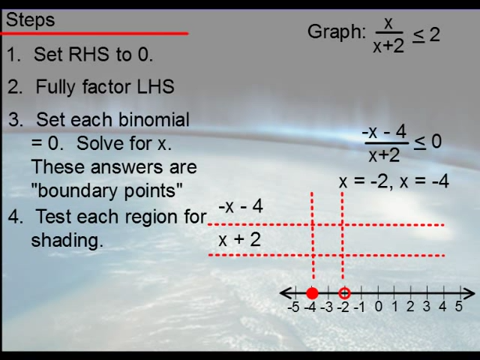 Steps
Graph: x/(x+2) ≤ 2
1. Set RHS to 0.
2. Fully factor LHS
3. Set each binomial
= 0. Solve for x.
These answers are
"boundary points"
4. Test each region for
shading.
(-x - 4)/(x+2) ≤ 0
x = -2, x = -4
-x - 4
x + 2
-5 -4 -3 -2 -1 0 1 2 3 4 5